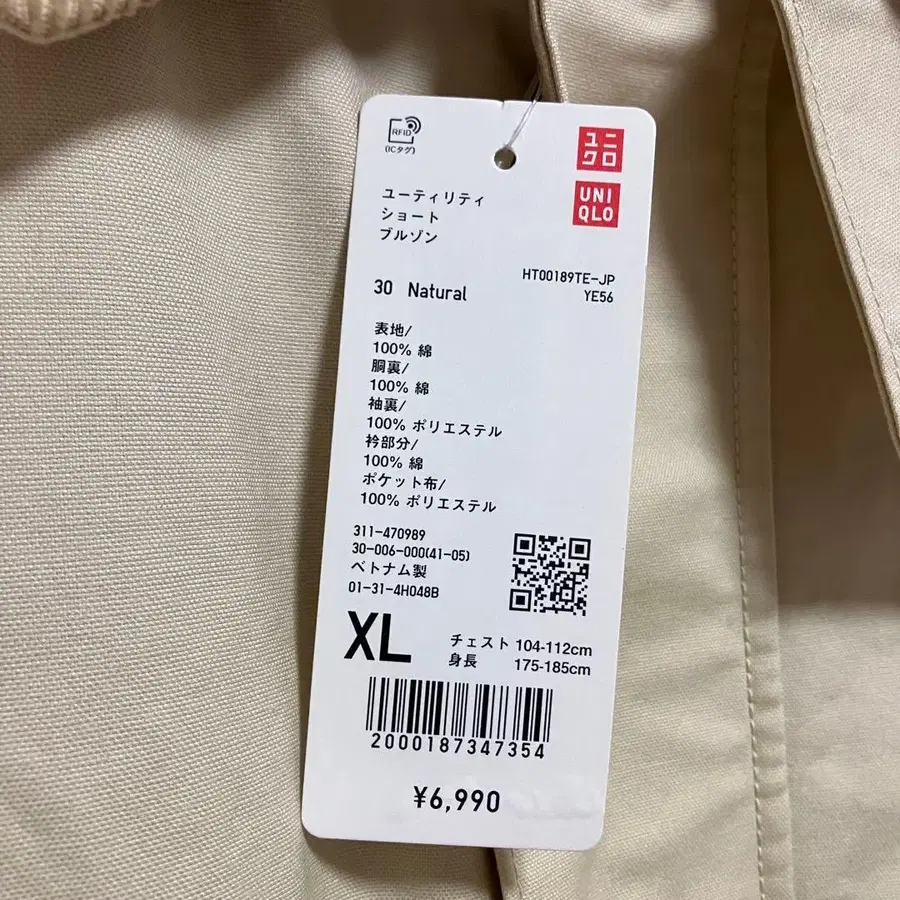 RFID
(ICタグ)
ユニ
クロ
UNI
QLO
ユーティリティ
ショート
ブルゾン
HT00189TE-JP
30 Natural
YE56
表地/
100% 綿
胴裏/
100% 綿
袖裏/
100% ポリエステル
衿部分/
100% 綿
ポケット布/
100% ポリエステル
311-470989
30-006-000(41-05)
ベトナム製
01-31-4H048B
XL
チェスト 104-112cm
身長 175-185cm
2000187347354
¥6,990